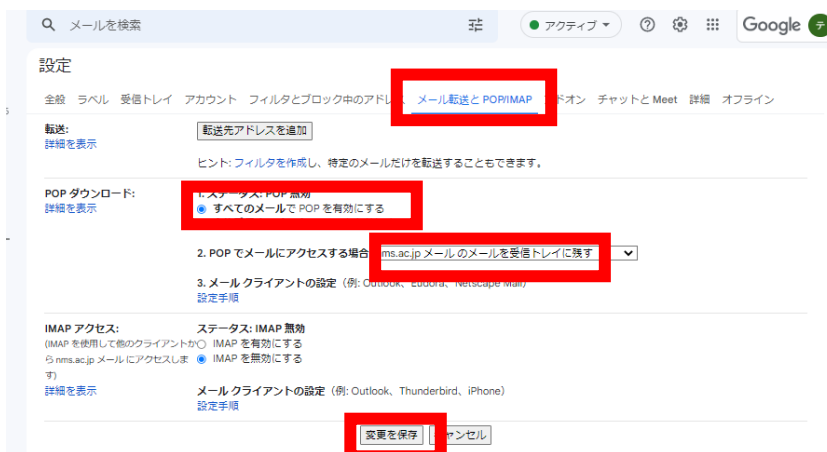 メールを検索
アクティブ
Google テ
設定
全般 ラベル 受信トレイ アカウント フィルタとブロック中のアドレ メール転送と POP/IMAP ドオン チャットと Meet 詳細 オフライン
転送:
転送先アドレスを追加
詳細を表示
ヒント: フィルタを作成し、特定のメールだけを転送することもできます。
POP ダウンロード:
1. ステータス: POP 無効
詳細を表示
すべてのメールで POP を有効にする
2. POP でメールにアクセスする場合
nms.ac.jp メール のメールを受信トレイに残す
3. メール クライアントの設定（例: Outlook、Eudora、Netscape Mail）
設定手順
IMAP アクセス:
(IMAP を使用して他のクライアントか
ら nms.ac.jp メール にアクセスしま
す)
詳細を表示
ステータス: IMAP 無効
IMAP を有効にする
IMAP を無効にする
メール クライアントの設定（例: Outlook、Thunderbird、iPhone）
設定手順
変更を保存 ャンセル